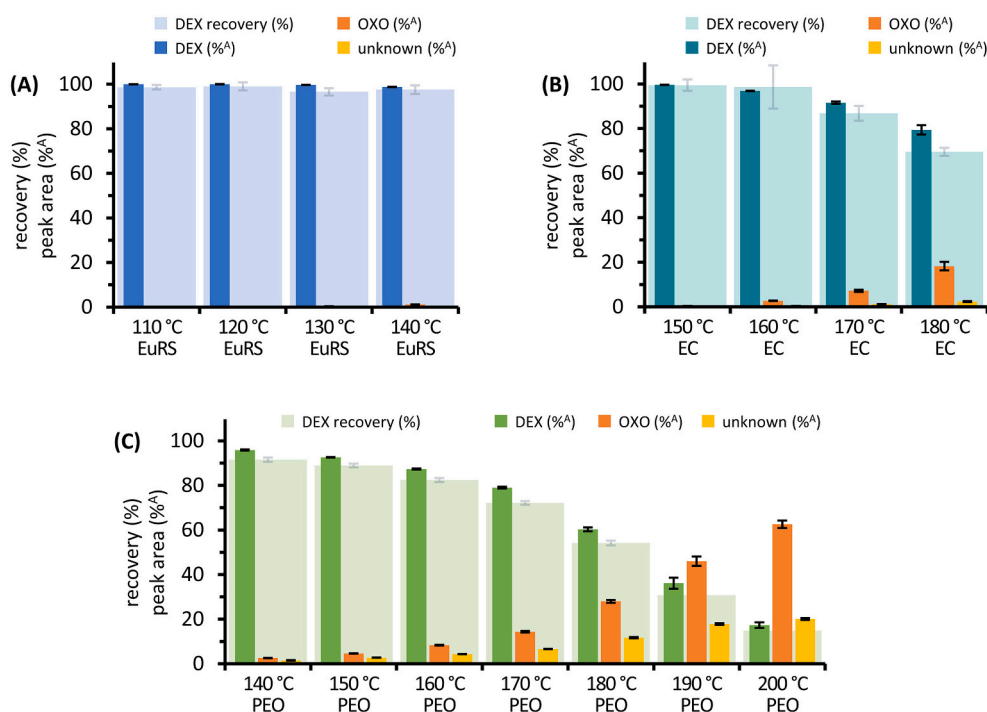 DEX recovery (%) OXO (%ᴬ)
DEX (%ᴬ) unknown (%ᴬ)
(A)
recovery (%)
peak area (%ᴬ)
100
80
60
40
20
0
110 °C 120 °C 130 °C 140 °C
EuRS EuRS EuRS EuRS
DEX recovery (%) OXO (%ᴬ)
DEX (%ᴬ) unknown (%ᴬ)
(B)
recovery (%)
peak area (%ᴬ)
100
80
60
40
20
0
150 °C 160 °C 170 °C 180 °C
EC EC EC EC
DEX recovery (%) DEX (%ᴬ) OXO (%ᴬ) unknown (%ᴬ)
(C)
recovery (%)
peak area (%ᴬ)
100
80
60
40
20
0
140 °C 150 °C 160 °C 170 °C 180 °C 190 °C 200 °C
PEO PEO PEO PEO PEO PEO PEO